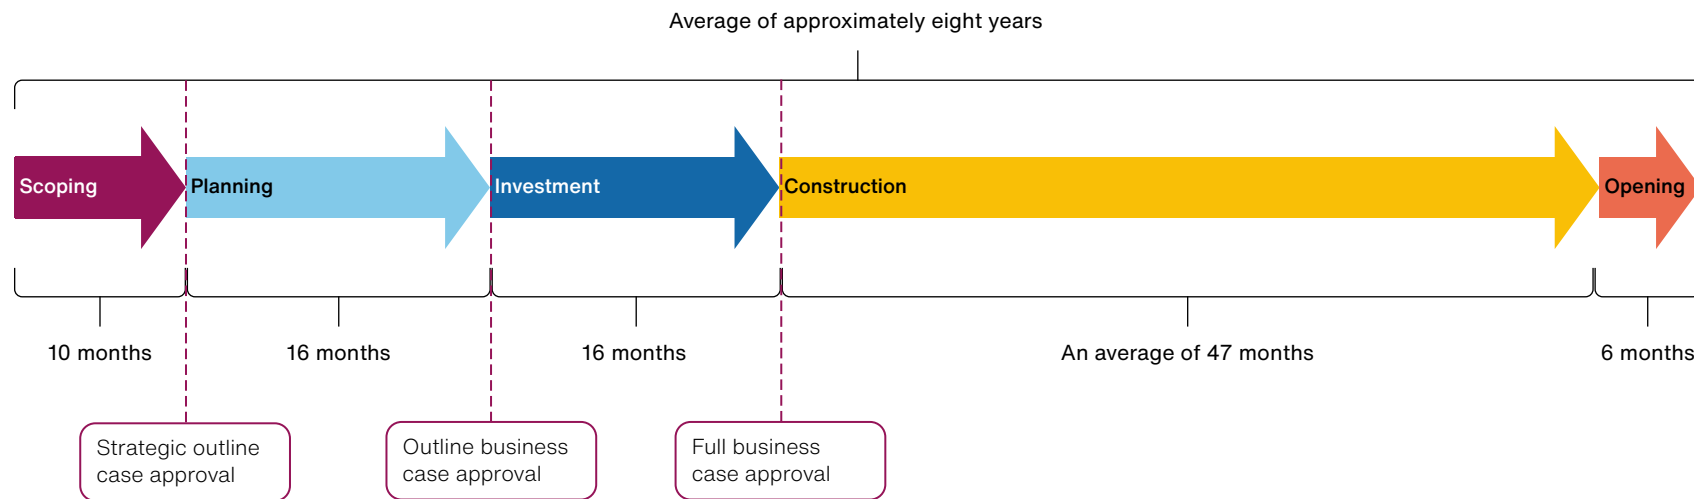 Average of approximately eight years
Scoping
Planning
Investment
Construction
Opening
10 months
16 months
16 months
An average of 47 months
6 months
Strategic outline
case approval
Outline business
case approval
Full business
case approval